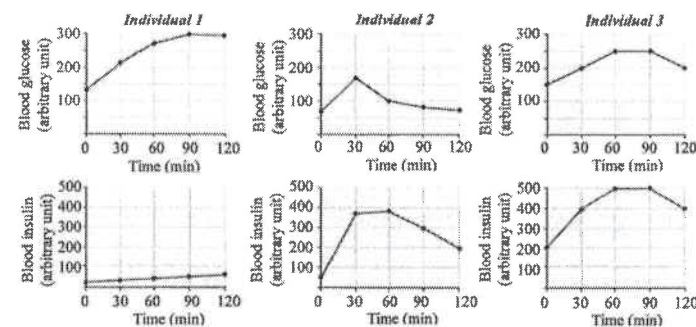 Individual 1
Individual 2
Individual 3
Blood glucose
(arbitrary unit)
300
200
100
0 30 60 90 120
Time (min)
Blood glucose
(arbitrary unit)
300
200
100
0 30 60 90 120
Time (min)
Blood glucose
(arbitrary unit)
300
200
100
0 30 60 90 120
Time (min)
Blood insulin
(arbitrary unit)
500
400
300
200
100
0 30 60 90 120
Time (min)
Blood insulin
(arbitrary unit)
500
400
300
200
100
0 30 60 90 120
Time (min)
Blood insulin
(arbitrary unit)
500
400
300
200
100
0 30 60 90 120
Time (min)